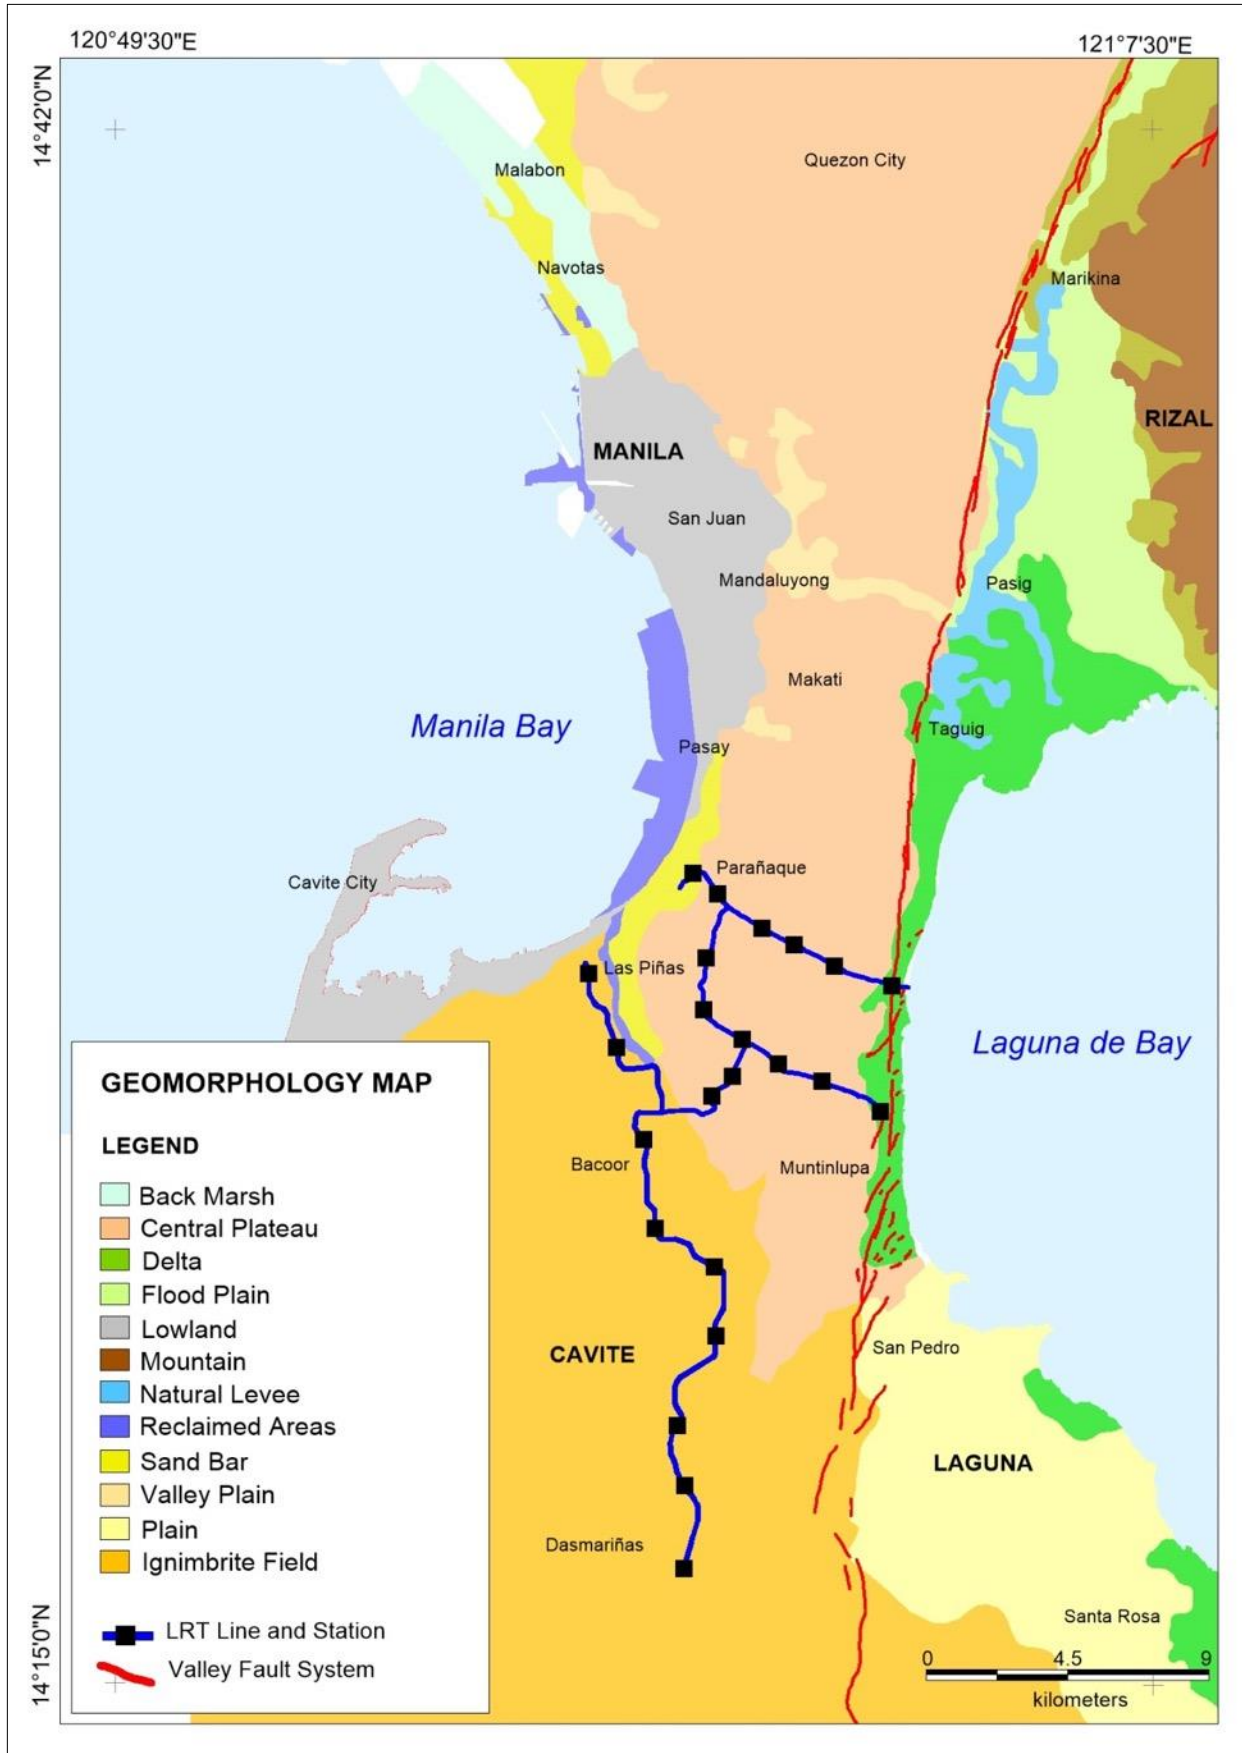 120°49'30"E
121°7'30"E
14°42'0"N
Quezon City
Malabon
Navotas
Marikina
RIZAL
MANILA
San Juan
Mandaluyong
Pasig
Makati
Manila Bay
Taguig
Pasay
Parañaque
Cavite City
Las Piñas
Laguna de Bay
GEOMORPHOLOGY MAP
LEGEND
Back Marsh
Central Plateau
Delta
Flood Plain
Lowland
Mountain
Natural Levee
Reclaimed Areas
Sand Bar
Valley Plain
Plain
Ignimbrite Field
LRT Line and Station
Valley Fault System
Bacoor
Muntinlupa
CAVITE
San Pedro
LAGUNA
Dasmariñas
Santa Rosa
14°15'0"N
0 4.5 9
kilometers